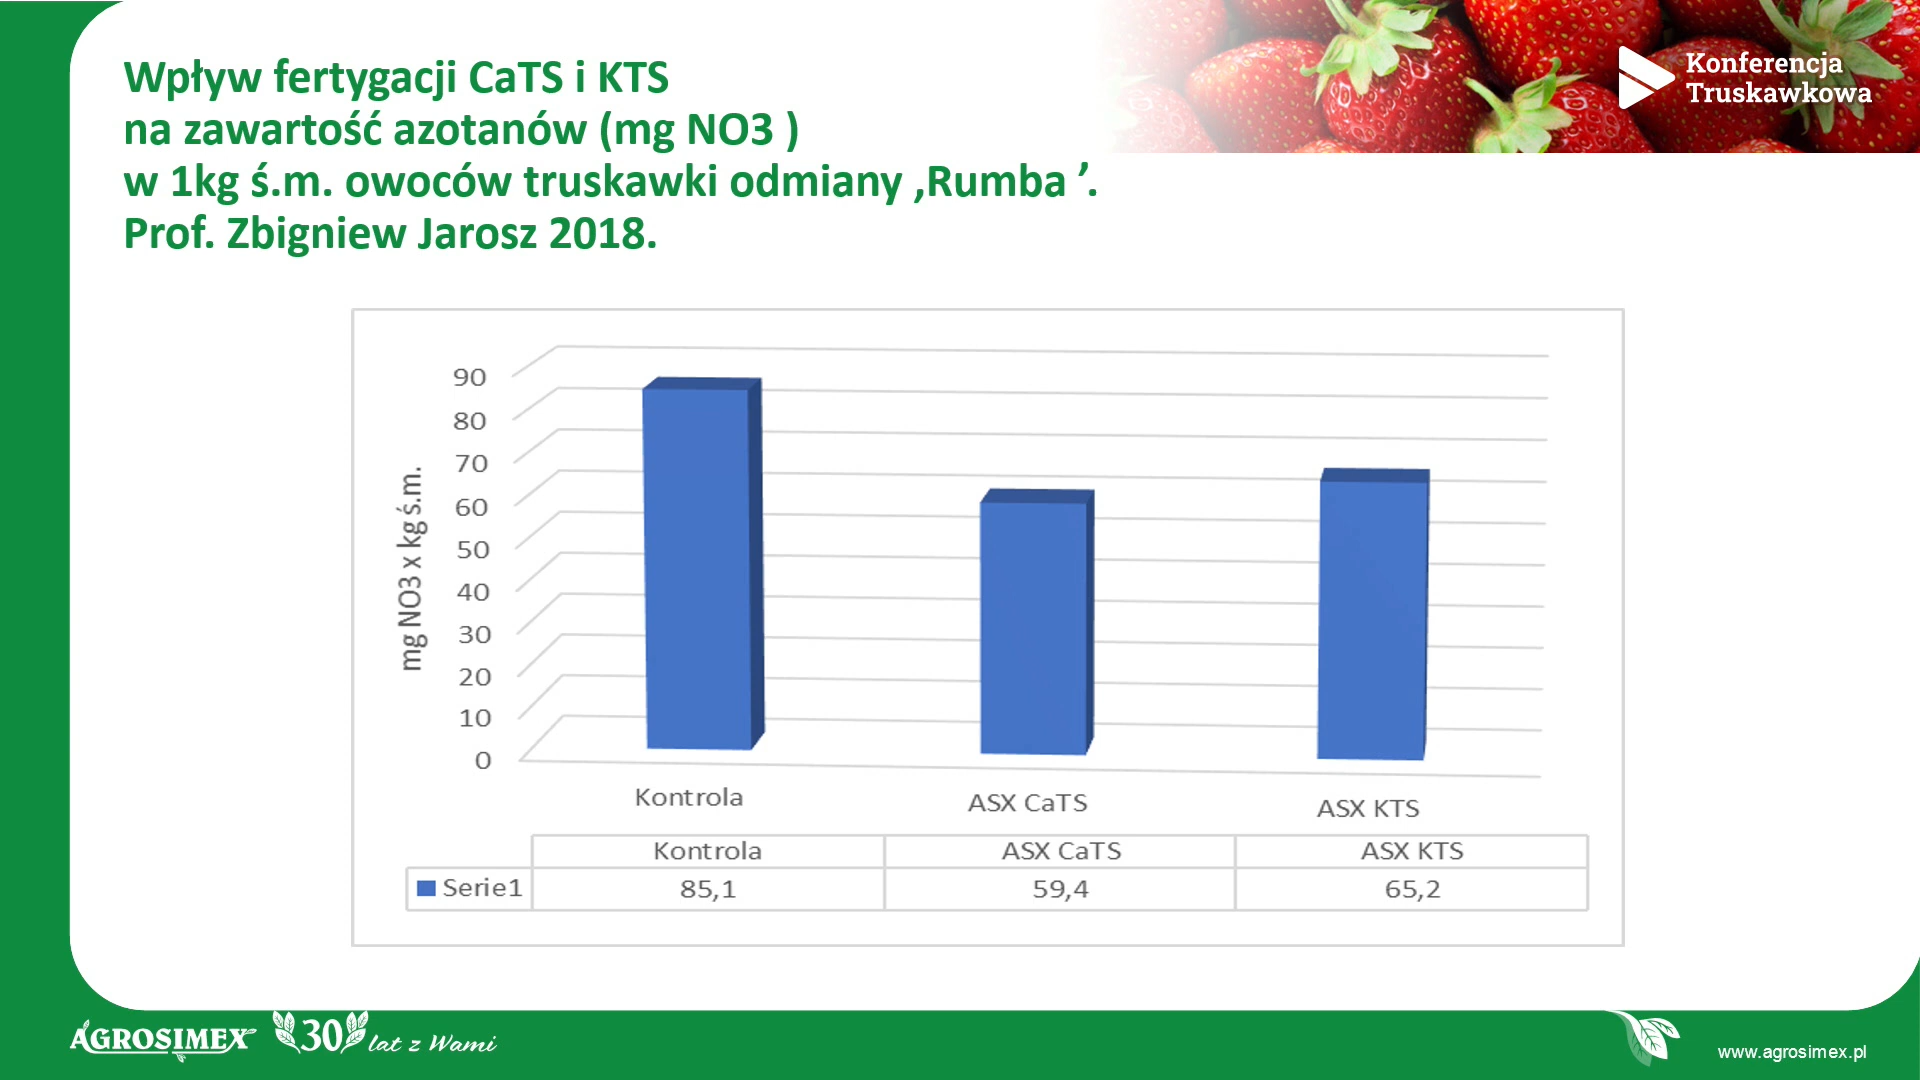 Wpływ fertygacji CaTS i KTS
na zawartość azotanów (mg NO3 )
w 1kg ś.m. owoców truskawki odmiany ‚Rumba ’.
Prof. Zbigniew Jarosz 2018.
Konferencja
Truskawkowa
mg NO3 x kg ś.m.
90
80
70
60
50
40
30
20
10
0
Kontrola
ASX CaTS
ASX KTS
Kontrola ASX CaTS ASX KTS
Serie1 85,1 59,4 65,2
AGROSIMEX 30 lat z Wami
www.agrosimex.pl